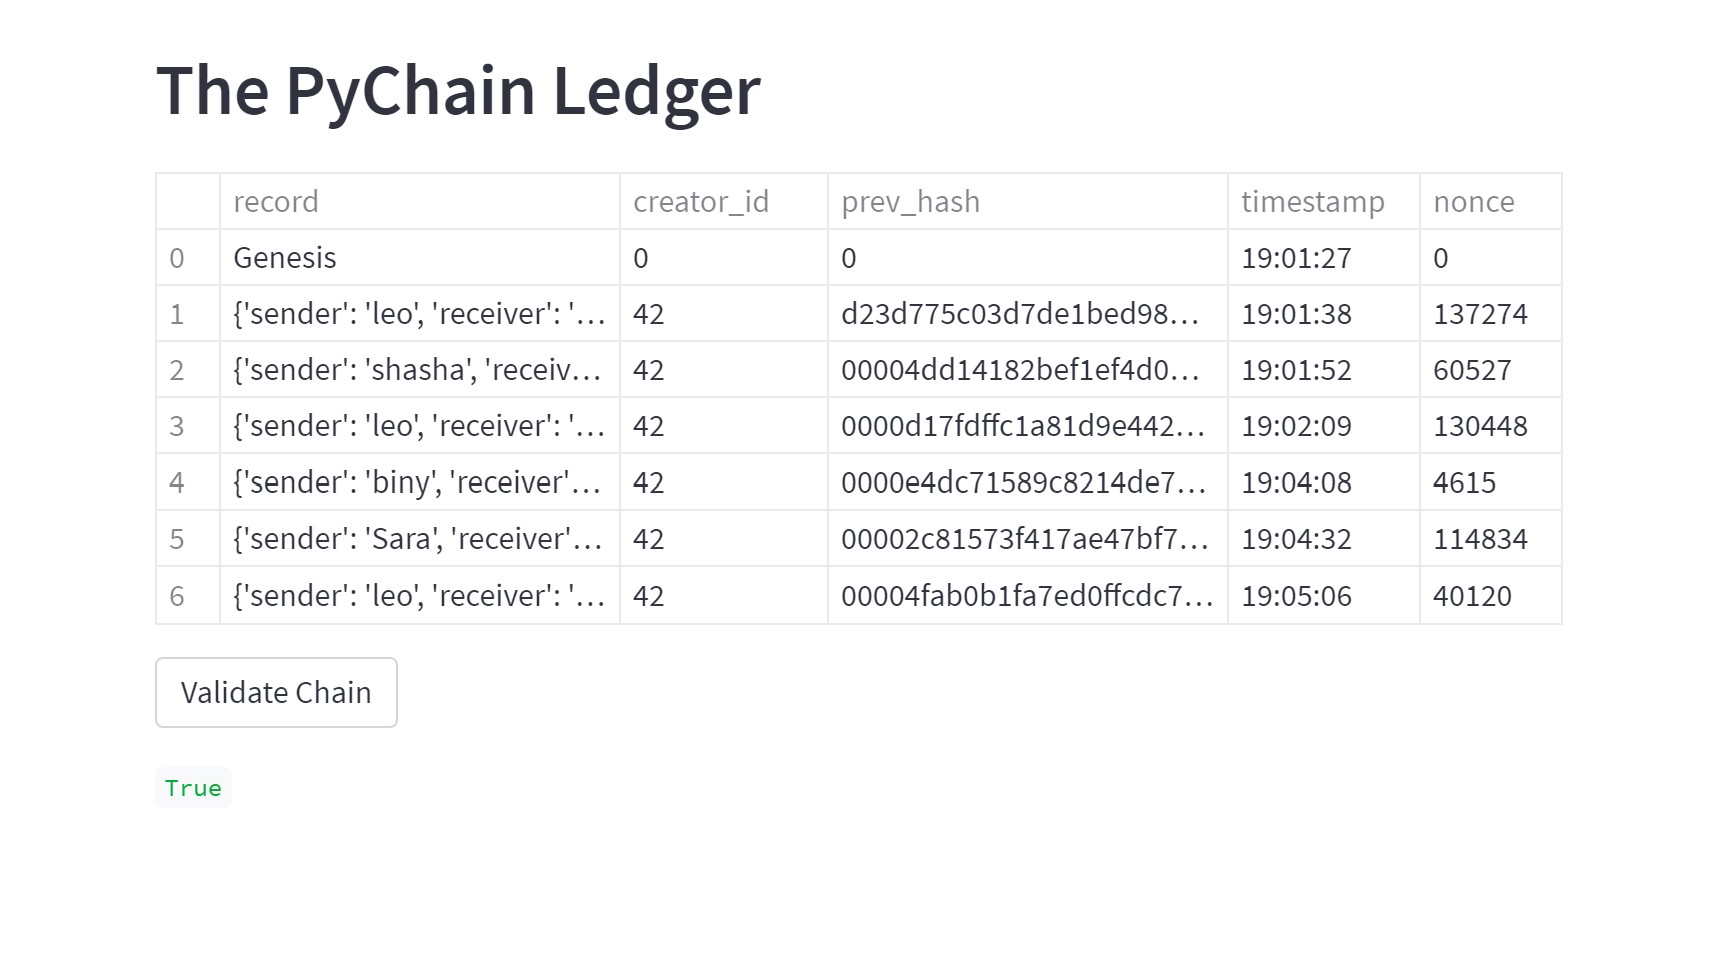 The PyChain Ledger
record creator_id prev_hash timestamp nonce
0 Genesis 0 0 19:01:27 0
1 {'sender': 'leo', 'receiver': '... 42 d23d775c03d7de1bed98... 19:01:38 137274
2 {'sender': 'shasha', 'receiv... 42 00004dd14182bef1ef4d0... 19:01:52 60527
3 {'sender': 'leo', 'receiver': '... 42 0000d17fdffc1a81d9e442... 19:02:09 130448
4 {'sender': 'biny', 'receiver'... 42 0000e4dc71589c8214de7... 19:04:08 4615
5 {'sender': 'Sara', 'receiver'... 42 00002c81573f417ae47bf7... 19:04:32 114834
6 {'sender': 'leo', 'receiver': '... 42 00004fab0b1fa7ed0ffcdc7... 19:05:06 40120
Validate Chain
True